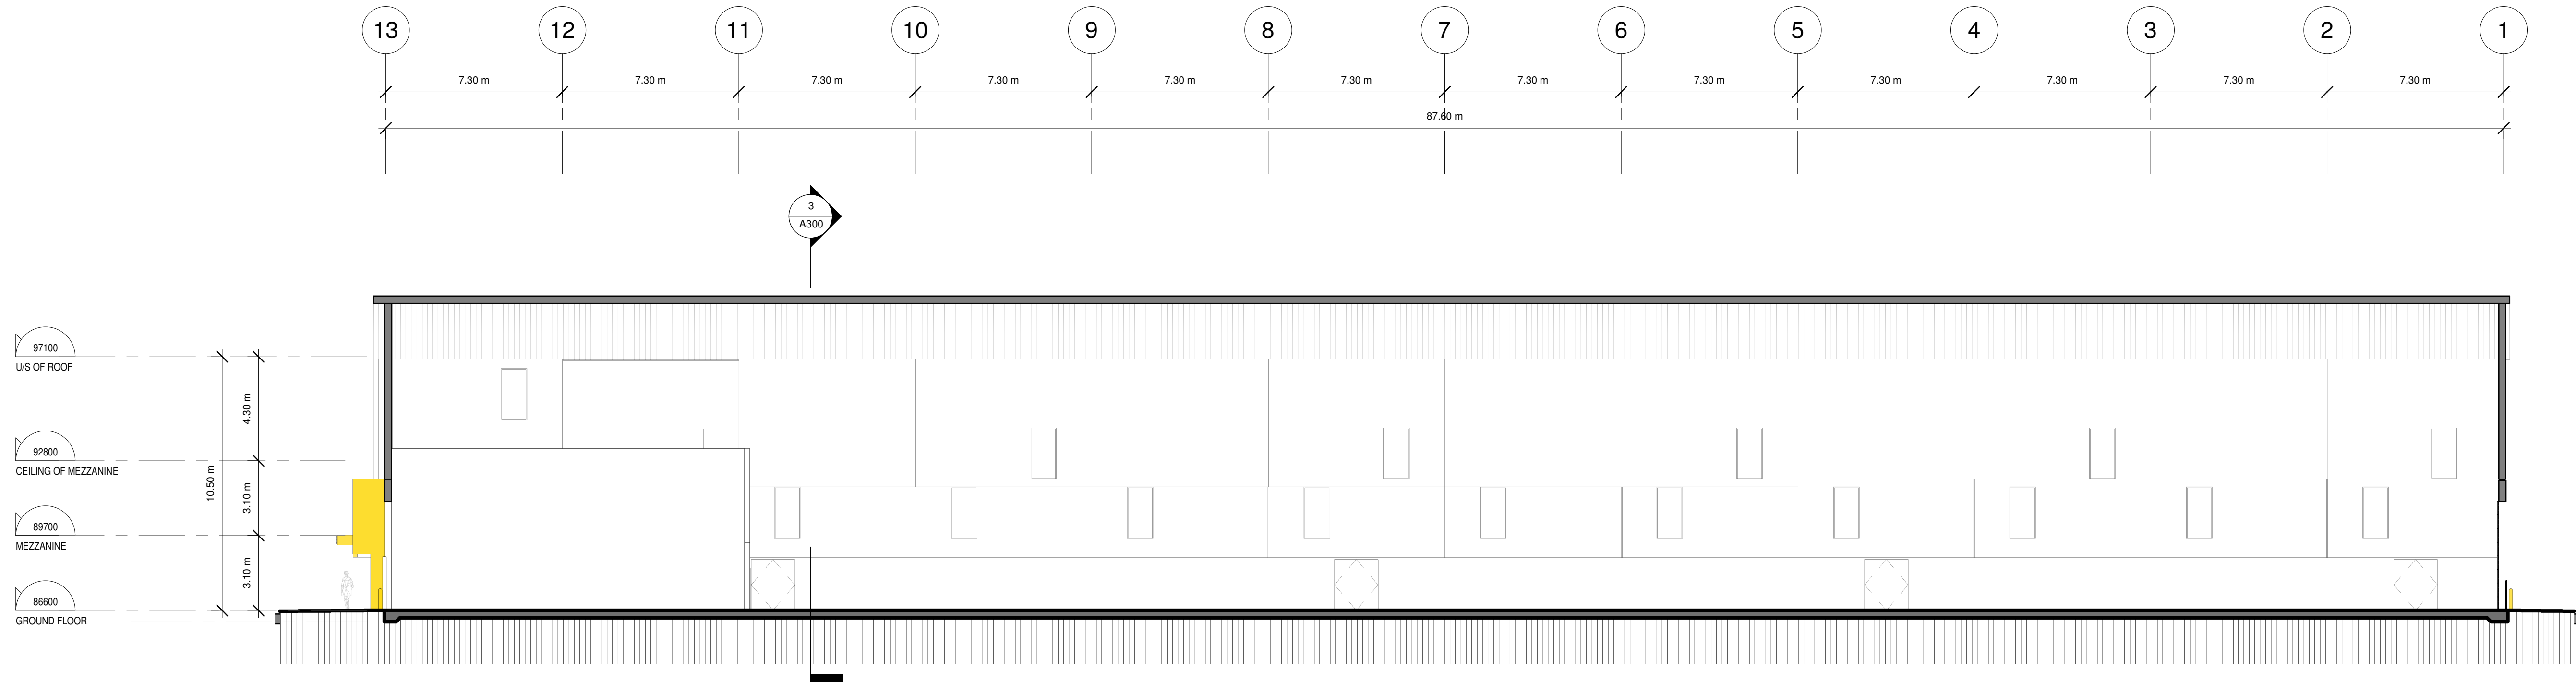 13 12 11 10 9 8 7 6 5 4 3 2 1
7.30 m 7.30 m 7.30 m 7.30 m 7.30 m 7.30 m 7.30 m 7.30 m 7.30 m 7.30 m 7.30 m 7.30 m
87.60 m
3
A300
97100
U/S OF ROOF
4.30 m
92800
CEILING OF MEZZANINE
10.50 m
3.10 m
89700
MEZZANINE
3.10 m
86600
GROUND FLOOR